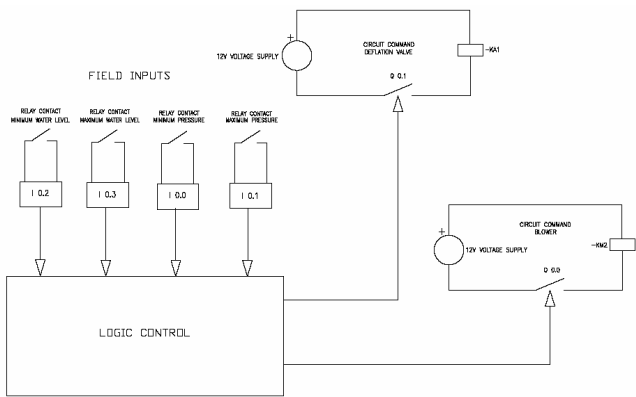 CIRCUIT COMMAND
DEFLATION VALVE
+
12V VOLTAGE SUPPLY
-KA1
Q 0.1
FIELD INPUTS
RELAY CONTACT
MINIMUM WATER LEVEL
RELAY CONTACT
MAXIMUM WATER LEVEL
RELAY CONTACT
MINIMUM PRESSURE
RELAY CONTACT
MAXIMUM PRESSURE
I 0.2
I 0.3
I 0.0
I 0.1
CIRCUIT COMMAND
BLOWER
+
12V VOLTAGE SUPPLY
-KM2
Q 0.0
LOGIC CONTROL